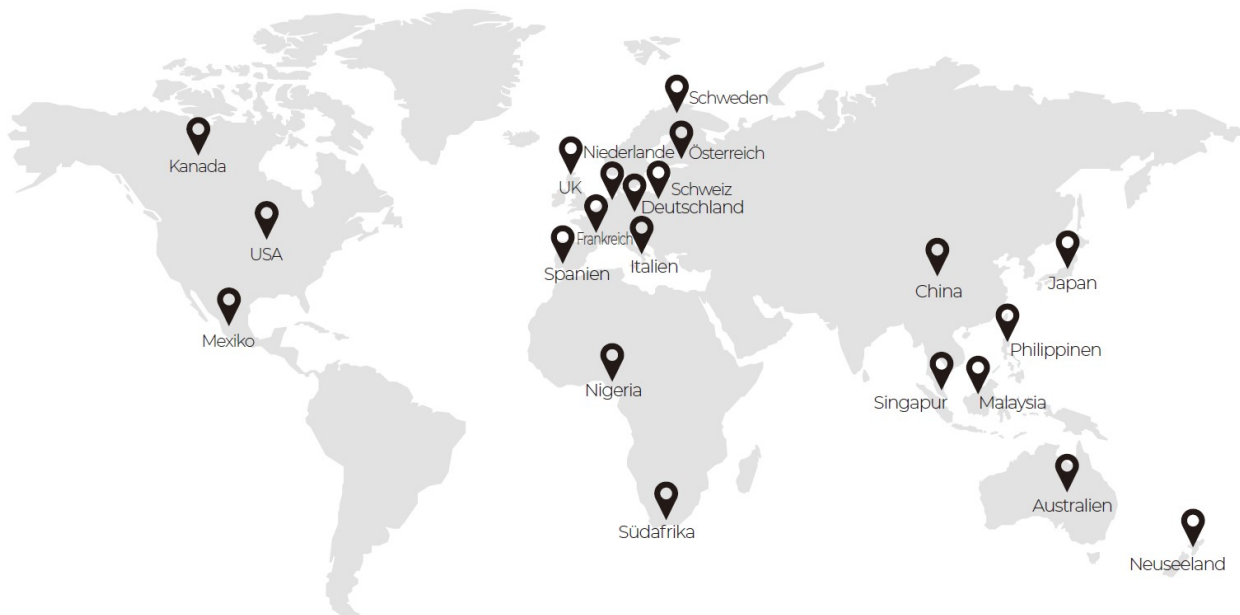 Schweden
Niederlande
Österreich
Kanada
UK
Schweiz
Deutschland
Frankreich
USA
Italien
Spanien
China
Japan
Mexiko
Philippinen
Nigeria
Singapur
Malaysia
Australien
Südafrika
Neuseeland